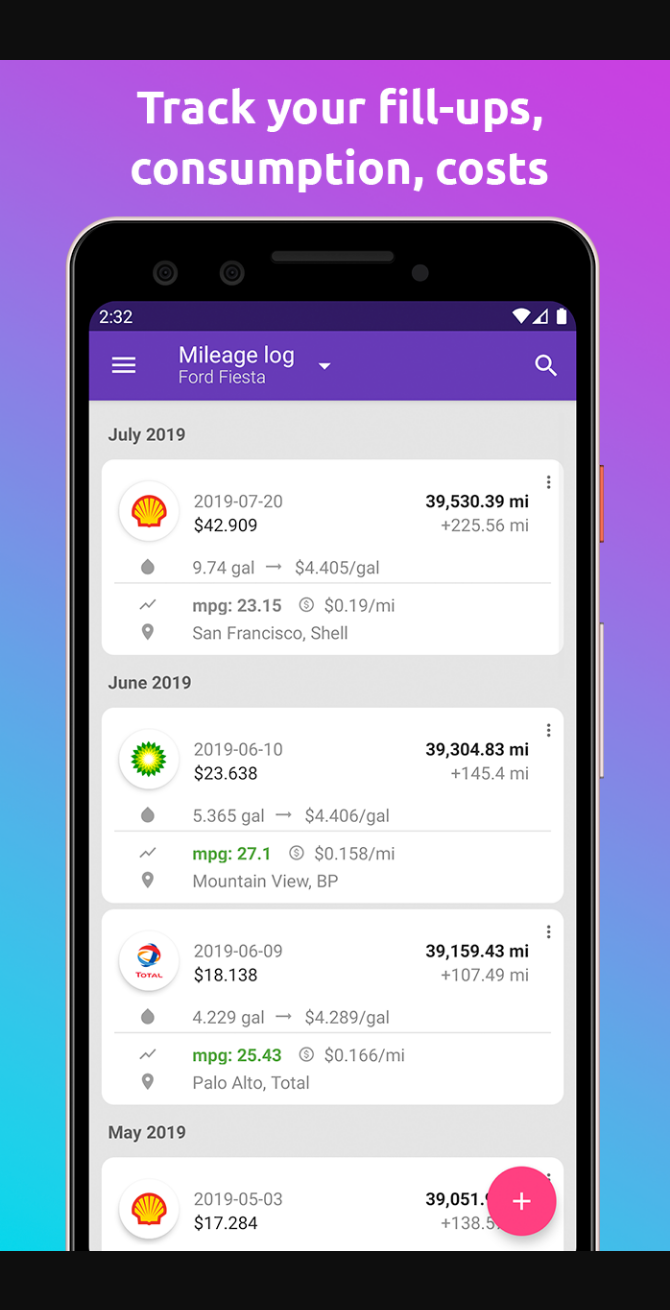 Track your fill-ups,
consumption, costs
2:32
Mileage log
Ford Fiesta
July 2019
2019-07-20 39,530.39 mi
$42.909 +225.56 mi
9.74 gal → $4.405/gal
mpg: 23.15 $0.19/mi
San Francisco, Shell
June 2019
2019-06-10 39,304.83 mi
$23.638 +145.4 mi
5.365 gal → $4.406/gal
mpg: 27.1 $0.158/mi
Mountain View, BP
2019-06-09 39,159.43 mi
TOTAL
$18.138 +107.49 mi
4.229 gal → $4.289/gal
mpg: 25.43 $0.166/mi
Palo Alto, Total
May 2019
2019-05-03 39,051.
$17.284 +138.5